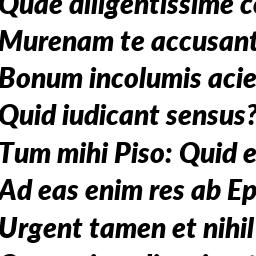 Quae diligentissime c
Murenam te accusant
Bonum incolumis acie
Quid iudicant sensus?
Tum mihi Piso: Quid e
Ad eas enim res ab Ep
Urgent tamen et nihil